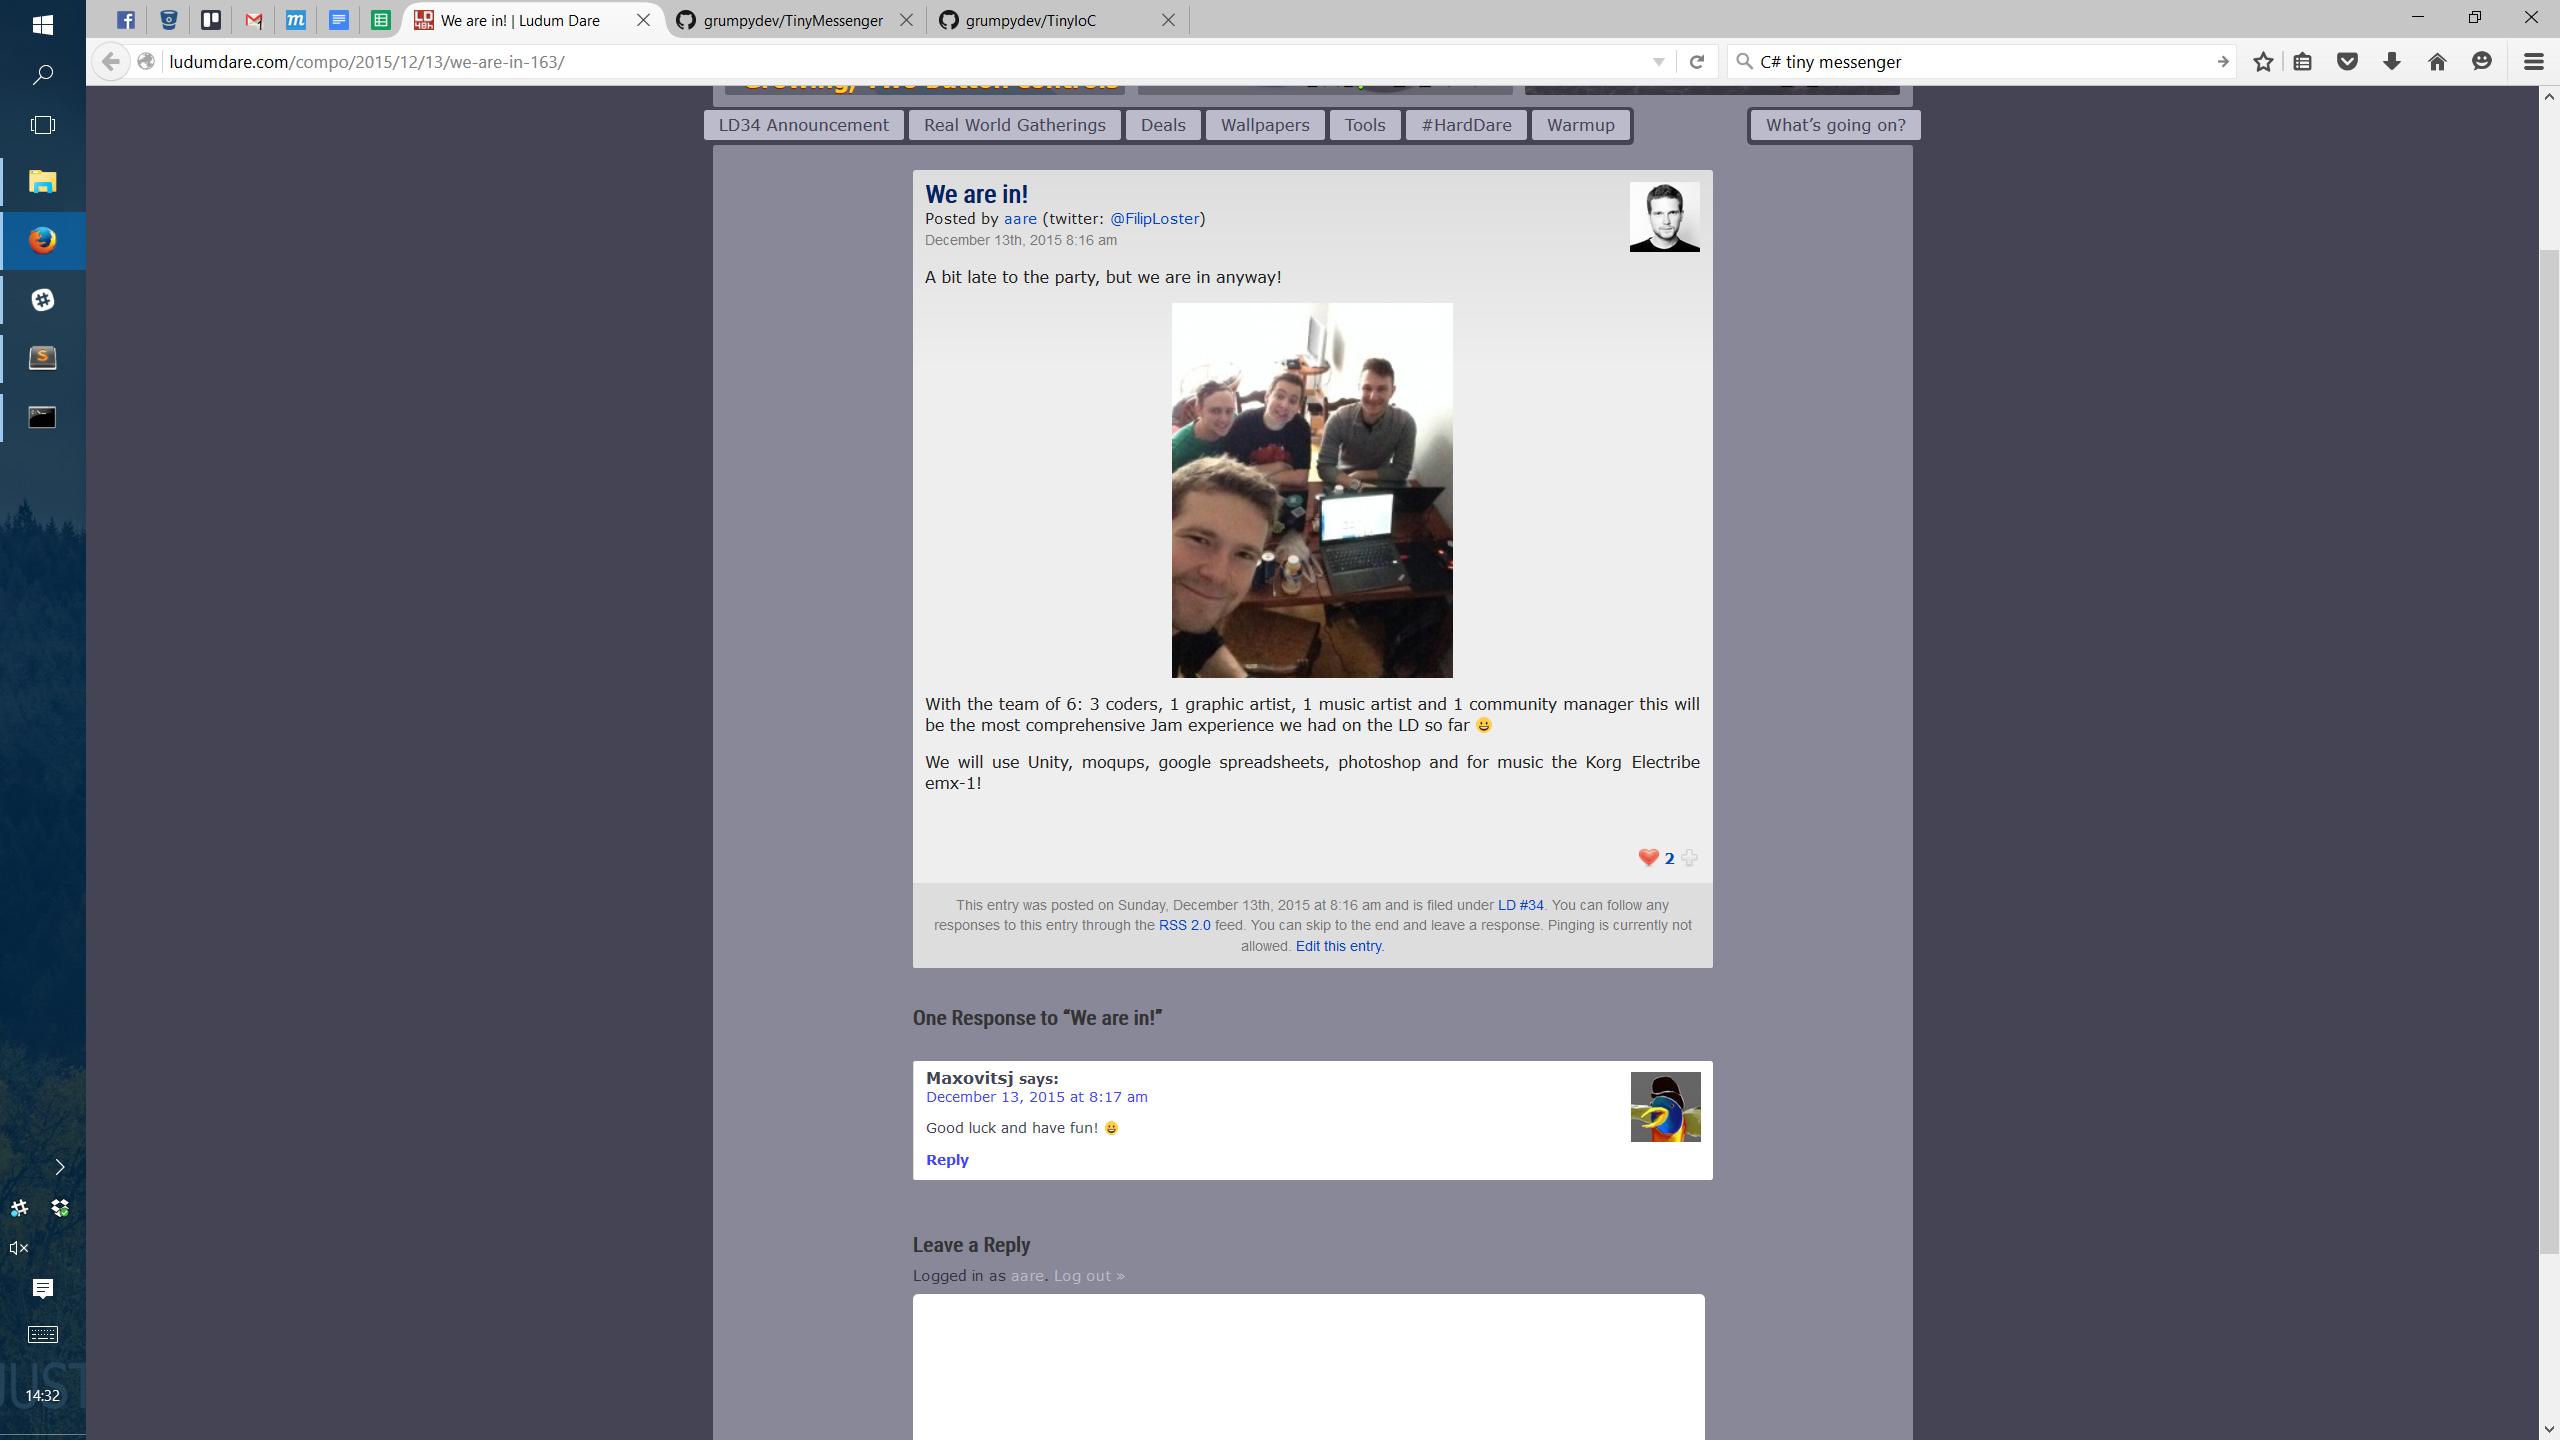 We are in! | Ludum Dare
grumpydev/TinyMessenger
grumpydev/TinyIoC
ludumdare.com/compo/2015/12/13/we-are-in-163/
C# tiny messenger
LD34 Announcement
Real World Gatherings
Deals
Wallpapers
Tools
#HardDare
Warmup
What’s going on?
We are in!
Posted by aare (twitter: @FilipLoster)
December 13th, 2015 8:16 am
A bit late to the party, but we are in anyway!
With the team of 6: 3 coders, 1 graphic artist, 1 music artist and 1 community manager this will
be the most comprehensive Jam experience we had on the LD so far 😀
We will use Unity, moqups, google spreadsheets, photoshop and for music the Korg Electribe
emx-1!
2
This entry was posted on Sunday, December 13th, 2015 at 8:16 am and is filed under LD #34. You can follow any
responses to this entry through the RSS 2.0 feed. You can skip to the end and leave a response. Pinging is currently not
allowed. Edit this entry.
One Response to “We are in!”
Maxovitsj says:
December 13, 2015 at 8:17 am
Good luck and have fun! 😀
Reply
Leave a Reply
Logged in as aare. Log out »
JUST
14:32